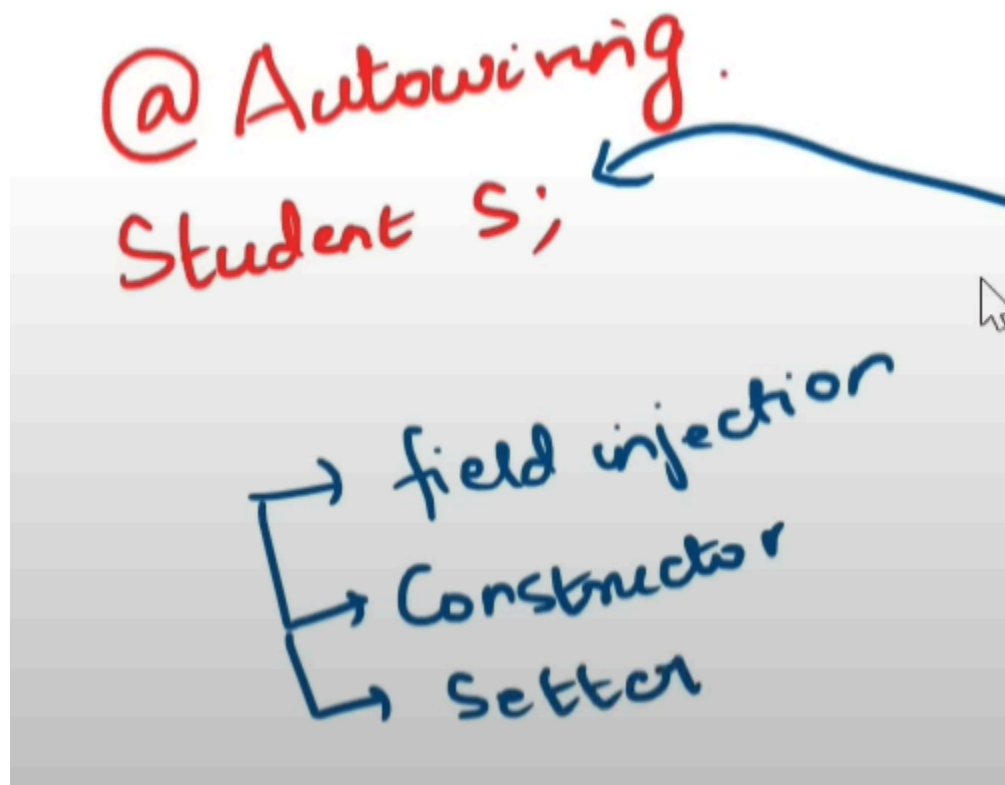 @Autowiring.
Student S;
field injection
Constructor
Setter